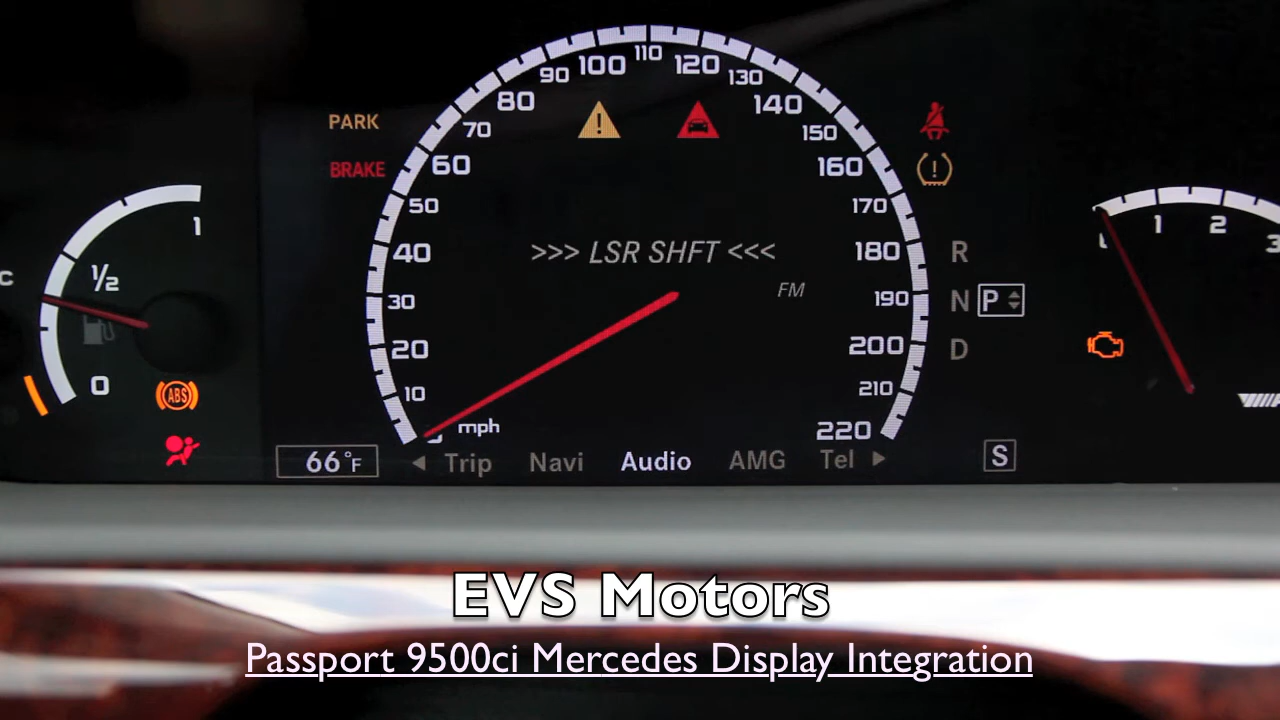 110
100 120
90 130
80 140
PARK
70 150
BRAKE 60 160
50 170
1
40 >>> LSR SHFT <<< 180 R
1 2 3
c 1/2
FM
30 190 N P
20 200 D
0 10 210
ABS
mph 220
66°F Trip Navi Audio AMG Tel S
EVS Motors
Passport 9500ci Mercedes Display Integration